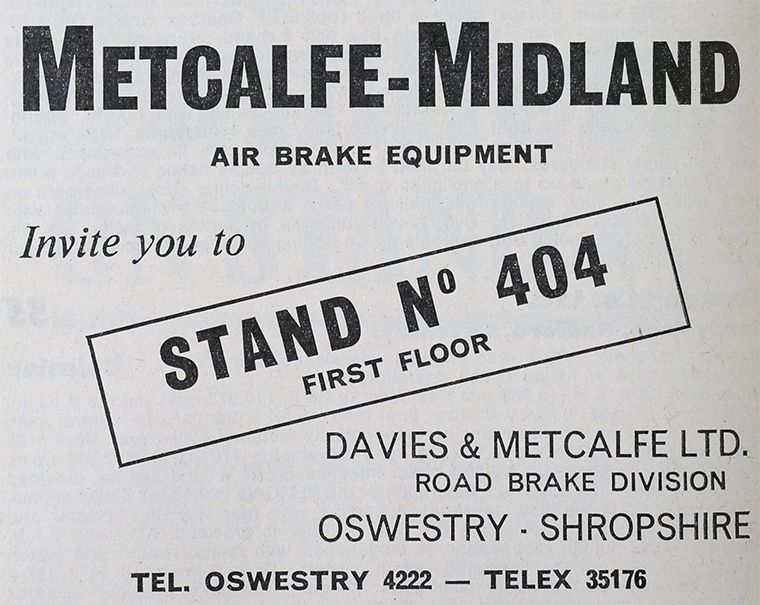 METCALFE-MIDLAND
AIR BRAKE EQUIPMENT
Invite you to
STAND Nº 404
FIRST FLOOR
DAVIES & METCALFE LTD.
ROAD BRAKE DIVISION
OSWESTRY - SHROPSHIRE
TEL. OSWESTRY 4222 — TELEX 35176